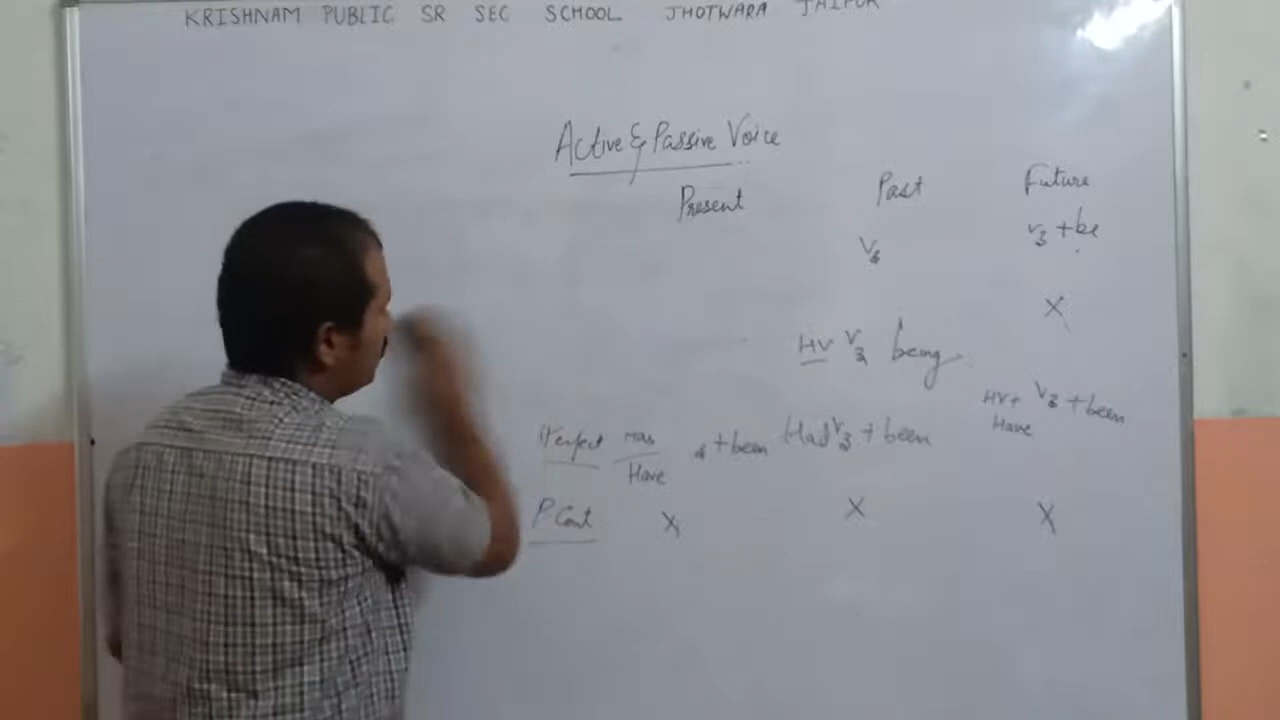 KRISHNAM PUBLIC SR SEC SCHOOL JHOTWARA JAIPUR
Active & Passive Voice
Present Past Future
V3 V3 + be
X
HV V3 being
HV+ V3 + been
Have
Perfect Has + been Had V3 + been
Have
P Cont X X X